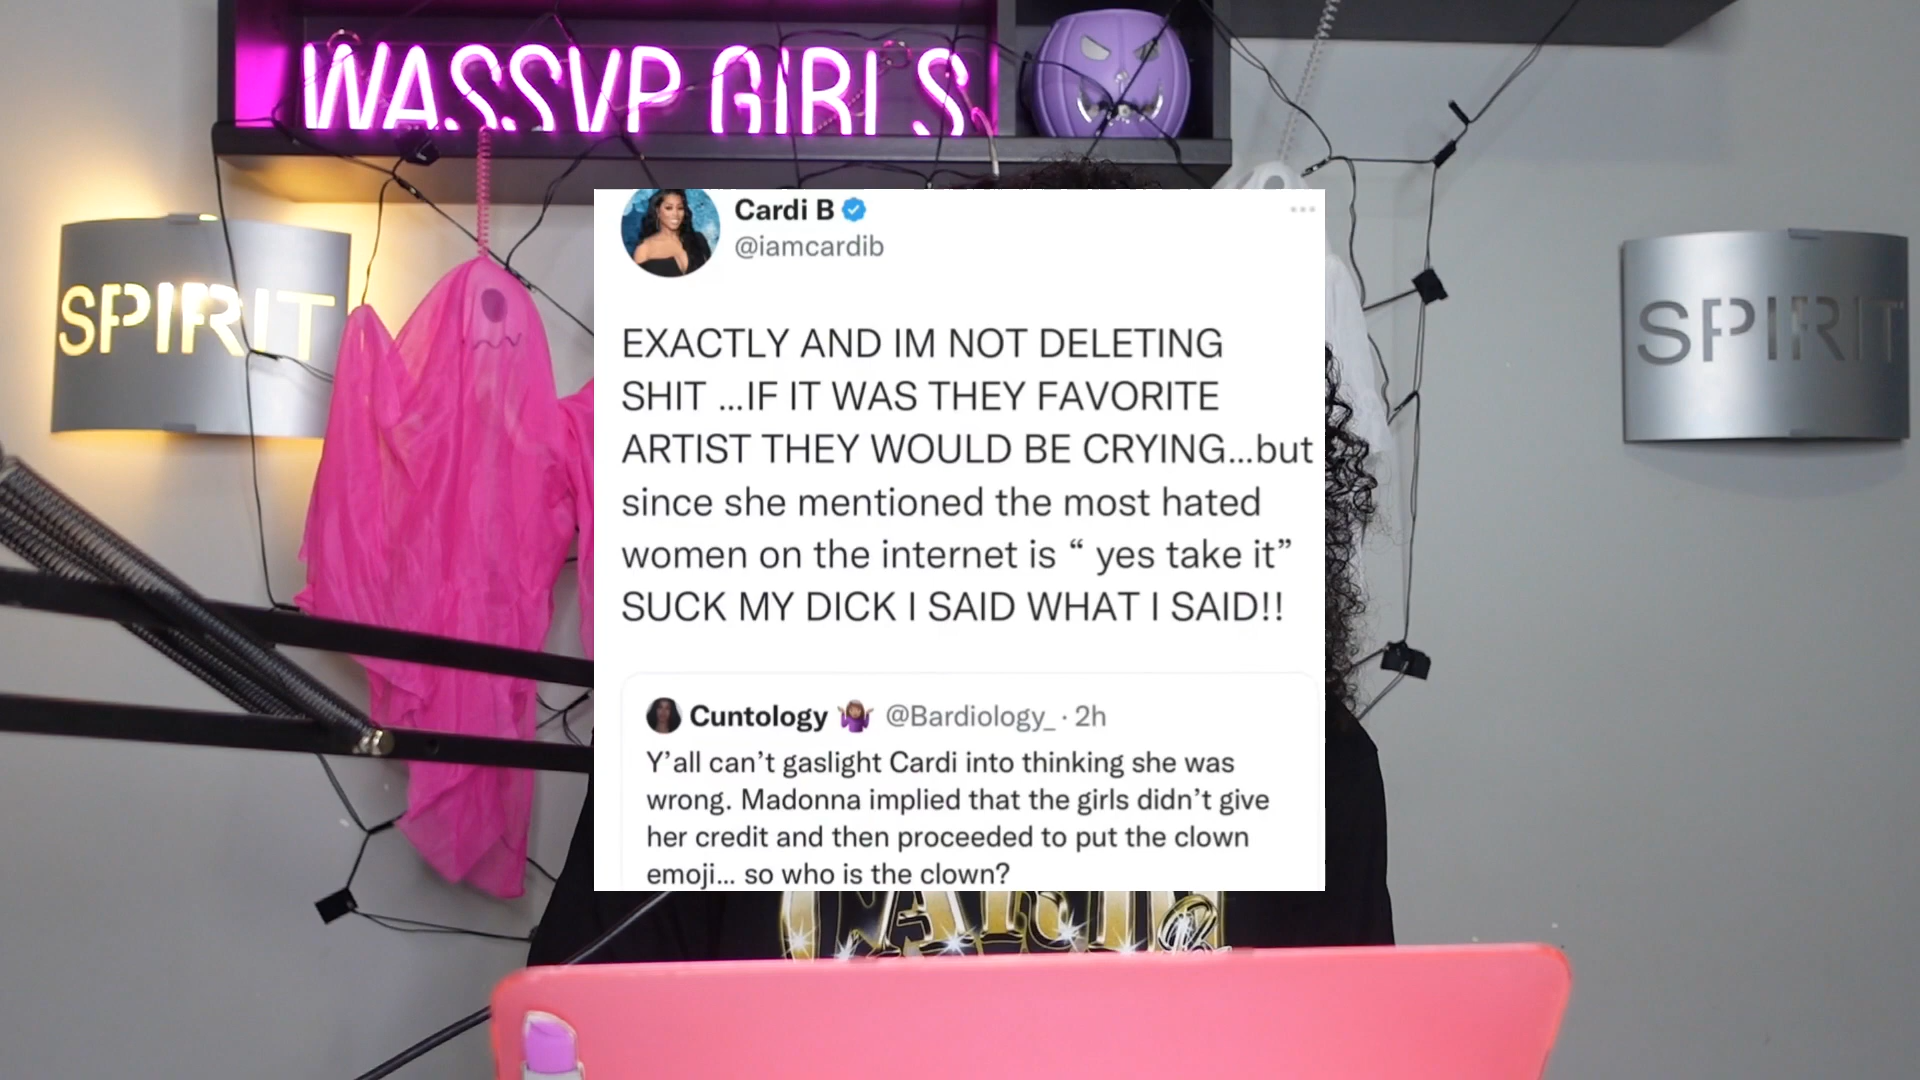 WASSVP GIRLS
SPIRIT
SPIRIT
Cardi B
@iamcardib
EXACTLY AND IM NOT DELETING
SHIT ...IF IT WAS THEY FAVORITE
ARTIST THEY WOULD BE CRYING...but
since she mentioned the most hated
women on the internet is “ yes take it”
SUCK MY DICK I SAID WHAT I SAID!!
Cuntology 🤷🏽‍♀️ @Bardiology_ · 2h
Y’all can’t gaslight Cardi into thinking she was
wrong. Madonna implied that the girls didn’t give
her credit and then proceeded to put the clown
emoji... so who is the clown?
CARDI B